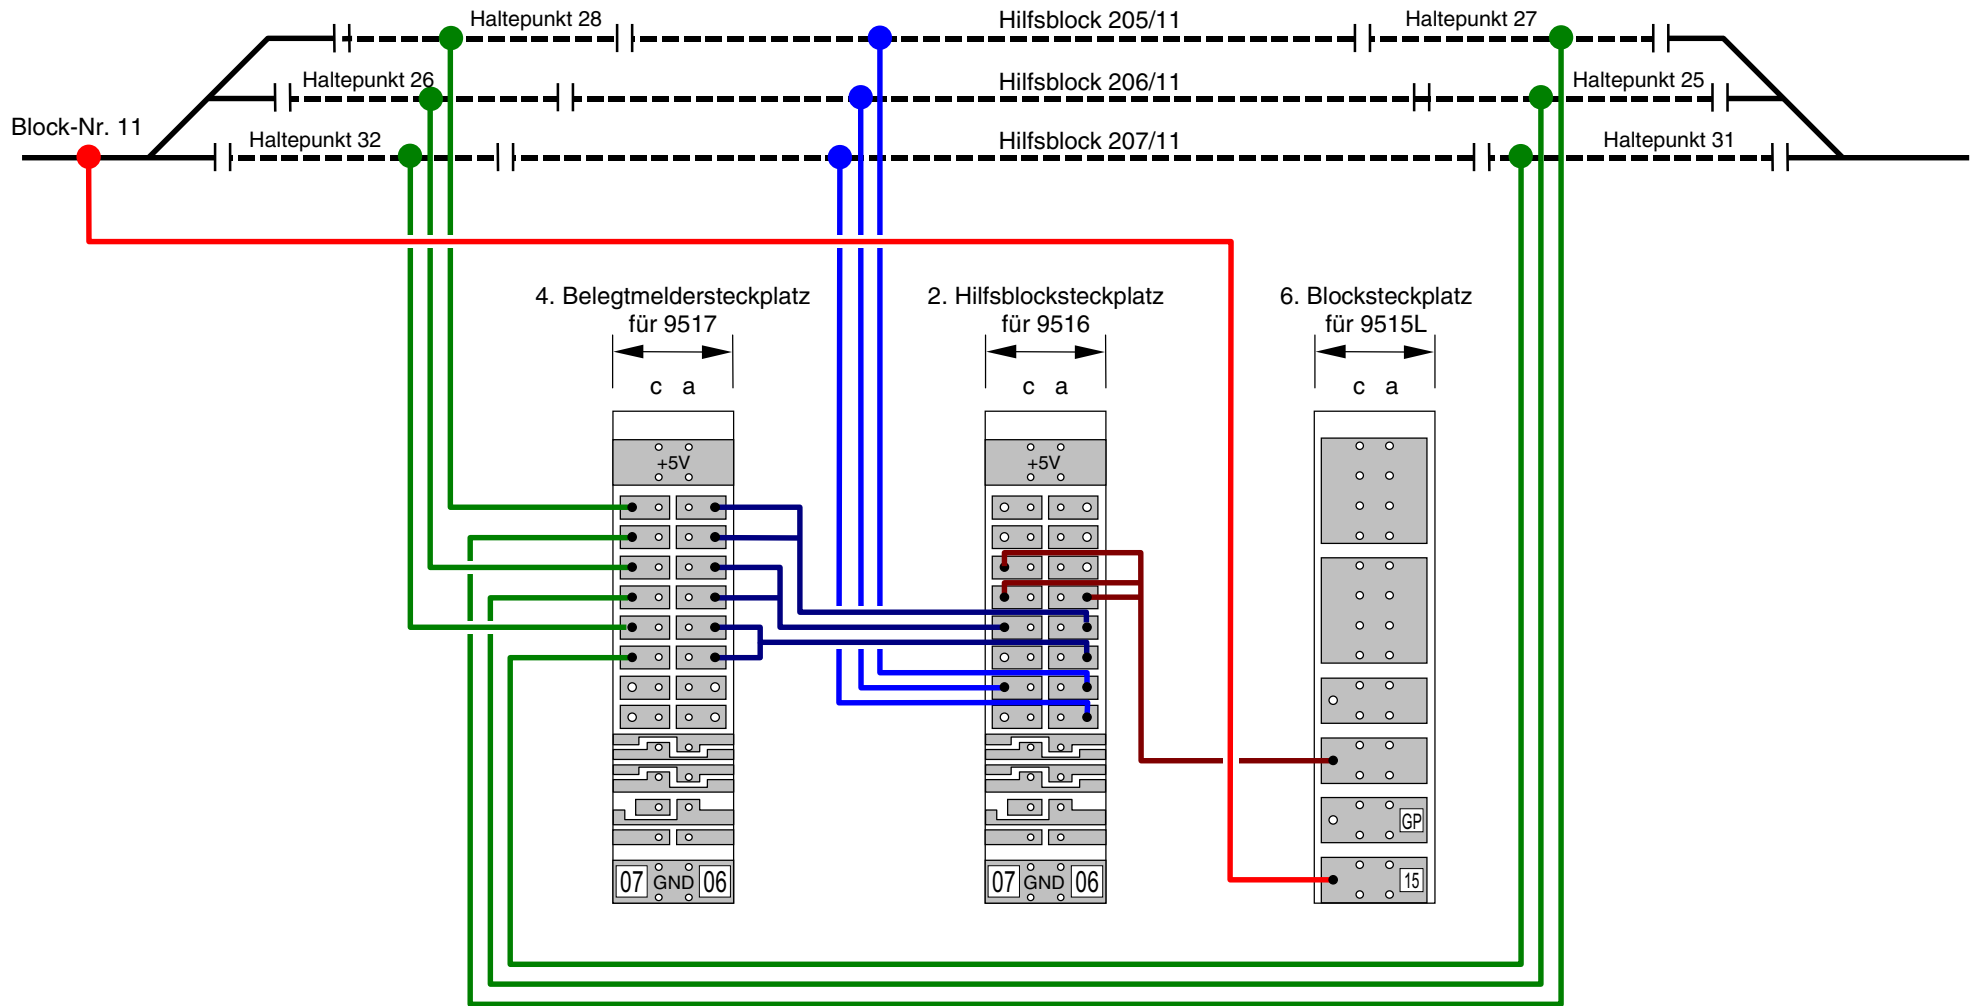 Haltepunkt 28
Hilfsblock 205/11
Haltepunkt 27
Haltepunkt 26
Hilfsblock 206/11
Haltepunkt 25
Block-Nr. 11
Haltepunkt 32
Hilfsblock 207/11
Haltepunkt 31
4. Belegtmeldersteckplatz
für 9517
2. Hilfsblocksteckplatz
für 9516
6. Blocksteckplatz
für 9515L
c a
c a
c a
+5V
+5V
GP
07 GND 06
07 GND 06
15